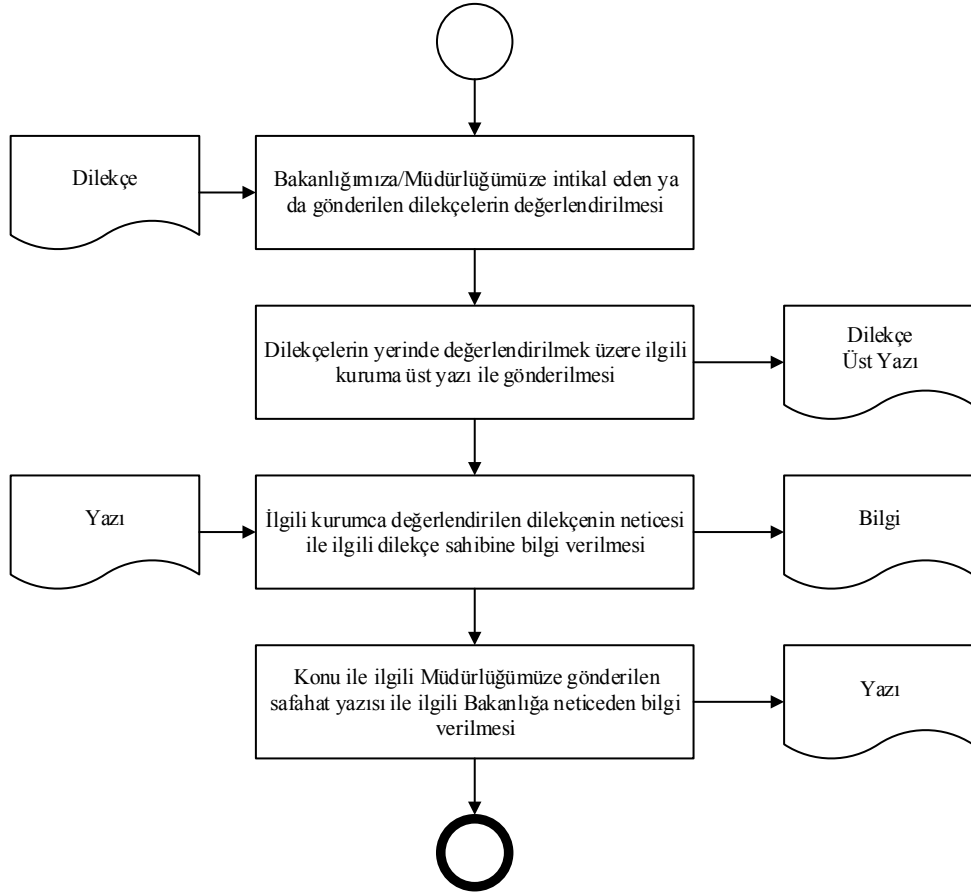 Dilekçe
Bakanlığımıza/Müdürlüğümüze intikal eden ya
da gönderilen dilekçelerin değerlendirilmesi
Dilekçelerin yerinde değerlendirilmek üzere ilgili
kuruma üst yazı ile gönderilmesi
Dilekçe
Üst Yazı
Yazı
İlgili kurumca değerlendirilen dilekçenin neticesi
ile ilgili dilekçe sahibine bilgi verilmesi
Bilgi
Konu ile ilgili Müdürlüğümüze gönderilen
safahat yazısı ile ilgili Bakanlığa neticeden bilgi
verilmesi
Yazı